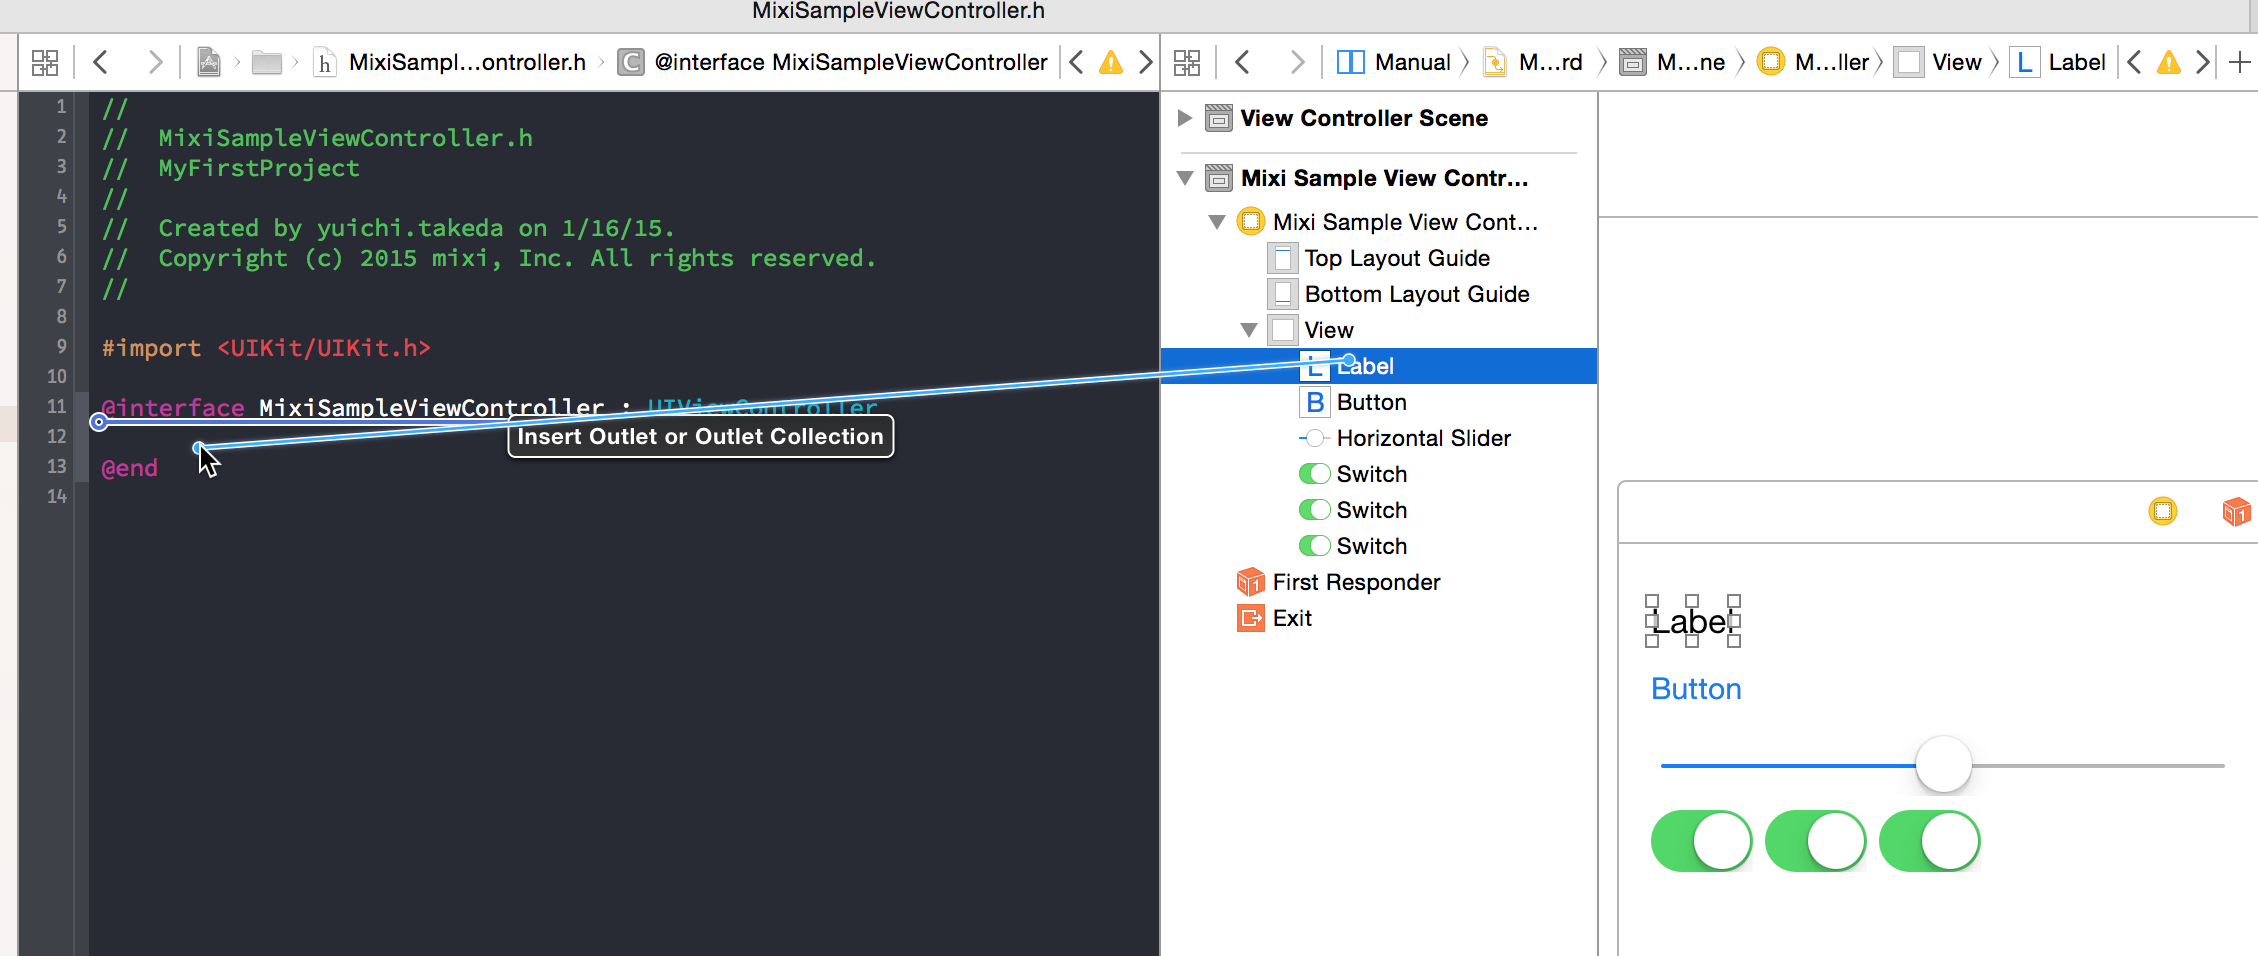 MixiSampleViewController.h
MixiSampl...ontroller.h
@interface MixiSampleViewController
Manual
M...rd
M...ne
M...ller
View
L
Label
1 //
2 //  MixiSampleViewController.h
3 //  MyFirstProject
4 //
5 //  Created by yuichi.takeda on 1/16/15.
6 //  Copyright (c) 2015 mixi, Inc. All rights reserved.
7 //
8
9 #import <UIKit/UIKit.h>
10
11 @interface MixiSampleViewController : UIViewController
12
13 @end
14
Insert Outlet or Outlet Collection
View Controller Scene
Mixi Sample View Contr...
Mixi Sample View Cont...
Top Layout Guide
Bottom Layout Guide
View
L Label
B Button
Horizontal Slider
Switch
Switch
Switch
First Responder
Exit
Label
Button